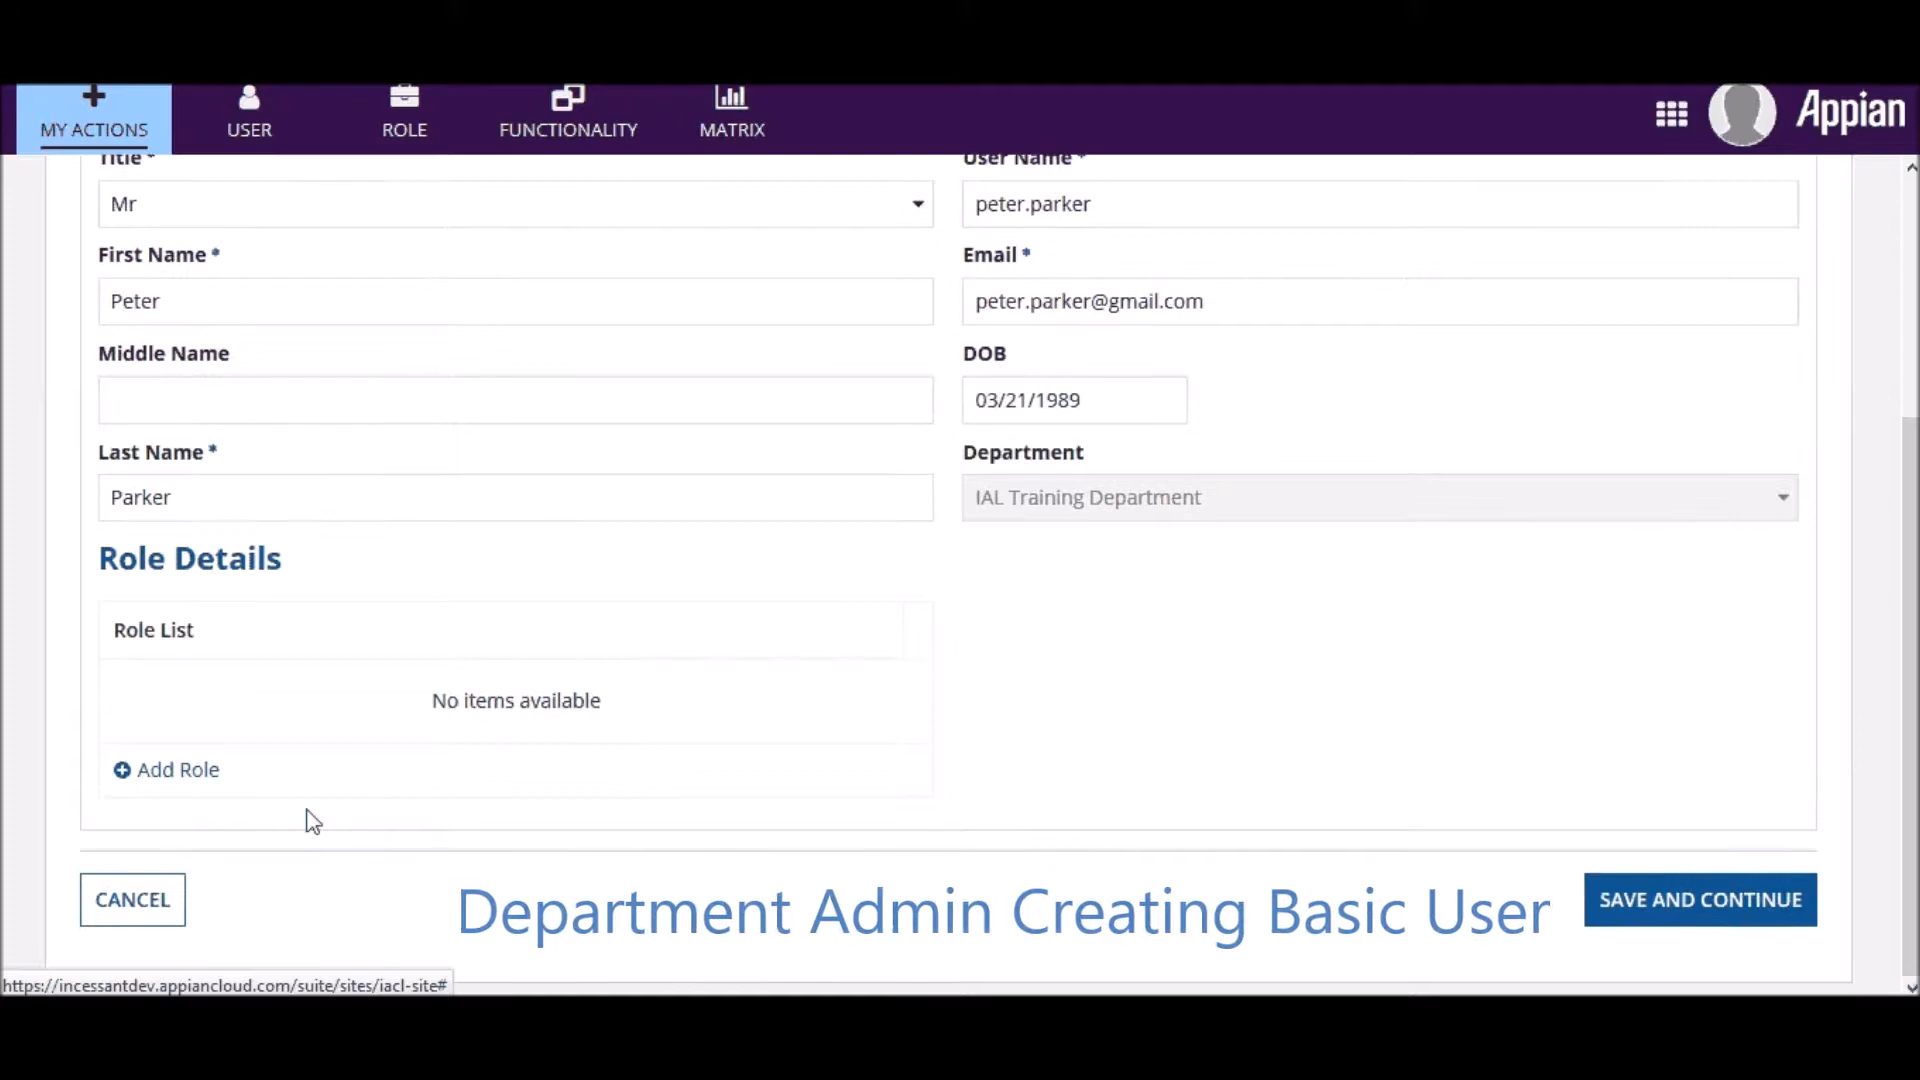 MY ACTIONS
USER
ROLE
FUNCTIONALITY
MATRIX
Appian
Title *
User Name *
Mr
peter.parker
First Name *
Email *
Peter
peter.parker@gmail.com
Middle Name
DOB
03/21/1989
Last Name *
Department
Parker
IAL Training Department
Role Details
Role List
No items available
Add Role
CANCEL
Department Admin Creating Basic User
SAVE AND CONTINUE
https://incessantdev.appiancloud.com/suite/sites/iacl-site#